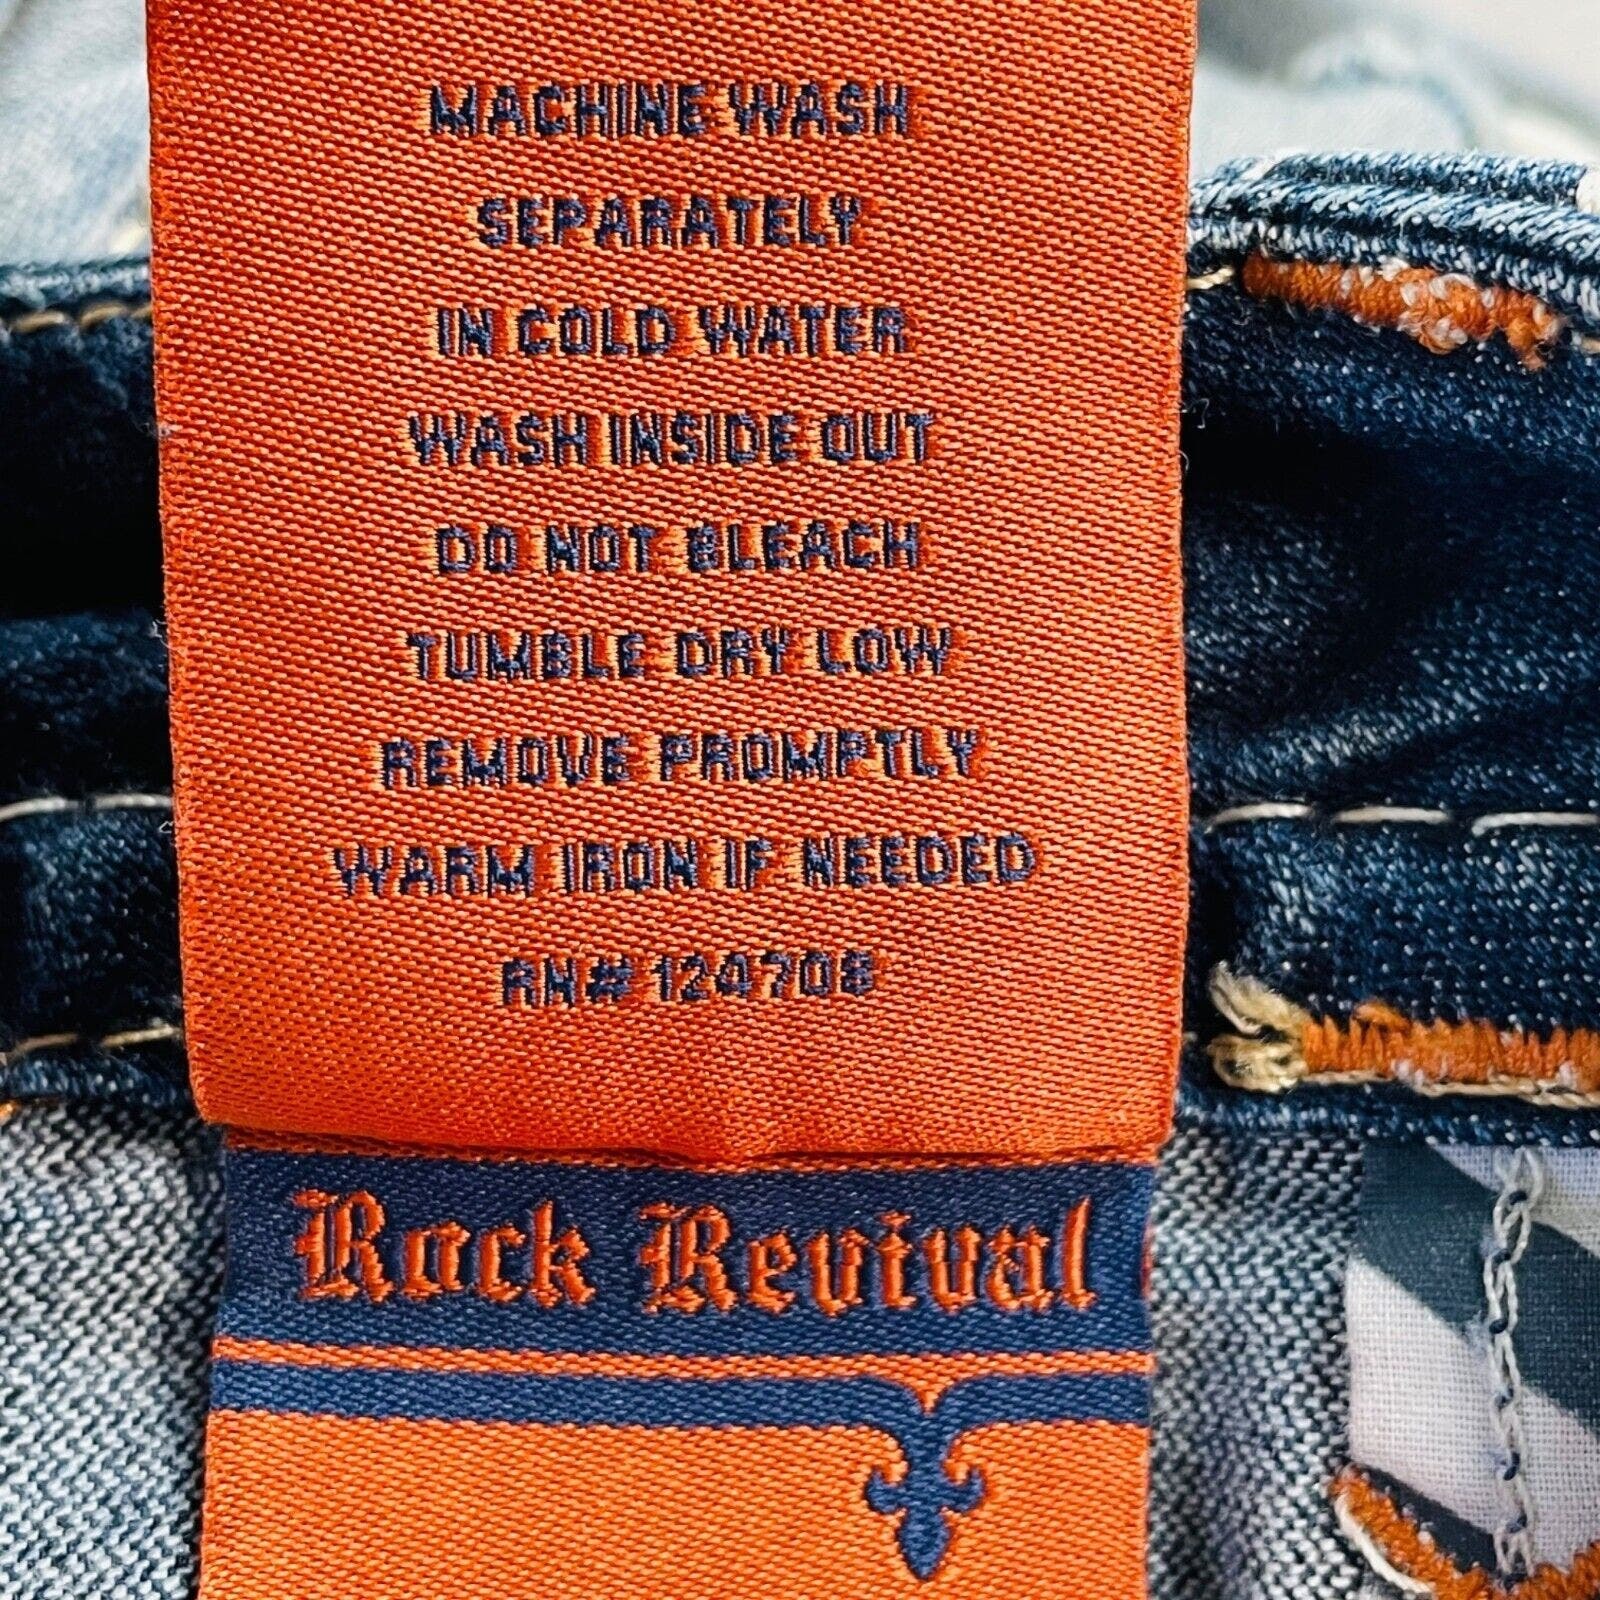 MACHINE WASH
SEPARATELY
IN COLD WATER
WASH INSIDE OUT
DO NOT BLEACH
TUMBLE DRY LOW
REMOVE PROMPTLY
WARM IRON IF NEEDED
RN# 124708
Rock Revival